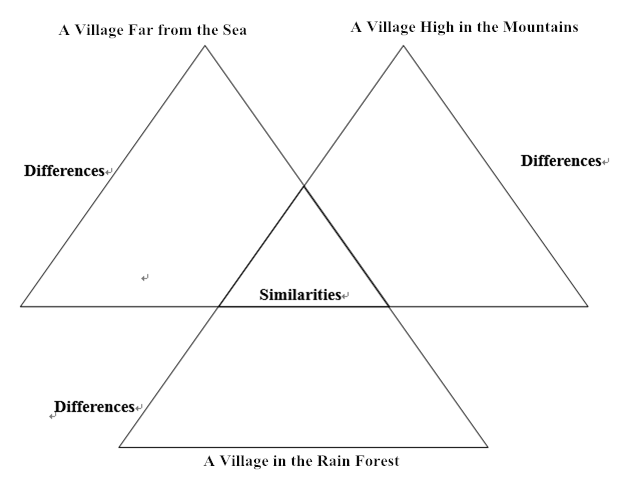 A Village Far from the Sea
A Village High in the Mountains
Differences
Differences
Similarities
Differences
A Village in the Rain Forest